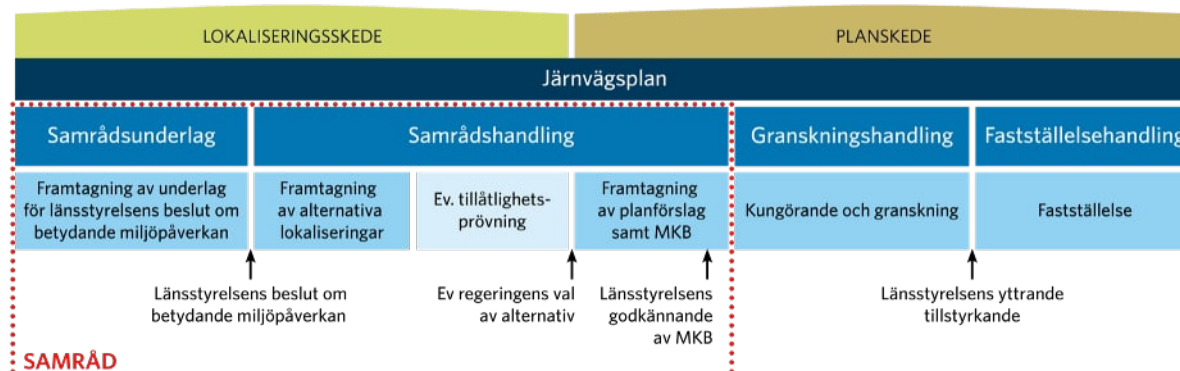 LOKALISERINGSSKEDE
PLANSKEDE
Järnvägsplan
Samrådsunderlag
Samrådshandling
Granskningshandling
Fastställelsehandling
Framtagning av underlag
för länsstyrelsens beslut om
betydande miljöpåverkan
Framtagning
av alternativa
lokaliseringar
Ev. tillåtlighets-
prövning
Framtagning
av planförslag
samt MKB
Kungörande och granskning
Fastställelse
Länsstyrelsens beslut om
betydande miljöpåverkan
Ev regeringens val
av alternativ
Länsstyrelsens
godkännande
av MKB
Länsstyrelsens yttrande
tillstyrkande
SAMRÅD